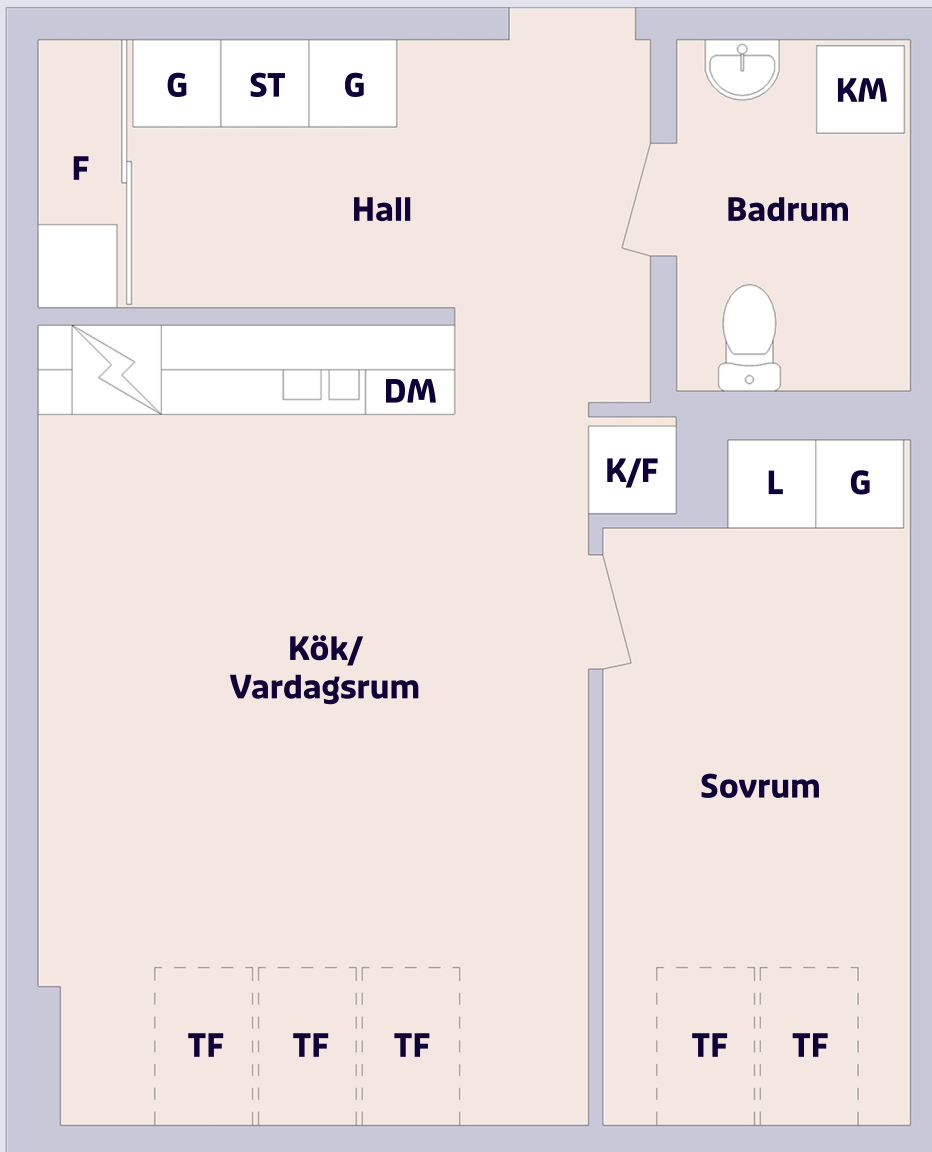 G
ST
G
KM
F
Hall
Badrum
DM
K/F
L
G
Kök/
Vardagsrum
Sovrum
TF
TF
TF
TF
TF